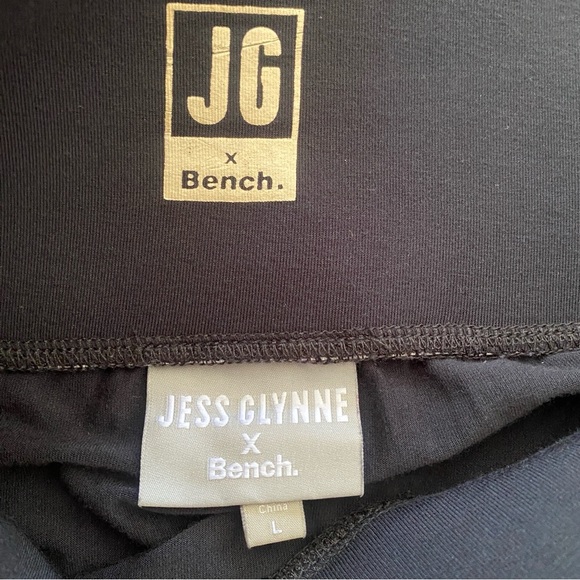 JG
x
Bench.
JESS GLYNNE
X
Bench.
China
L